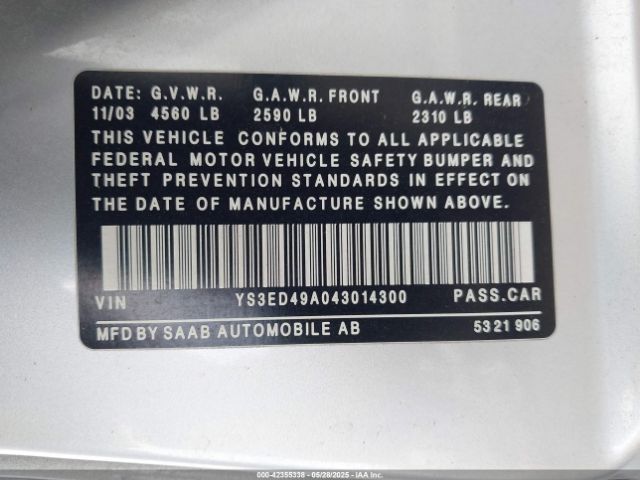 DATE: G.V.W.R. G.A.W.R. FRONT G.A.W.R. REAR
11/03 4560 LB 2590 LB 2310 LB
THIS VEHICLE CONFORMS TO ALL APPLICABLE
FEDERAL MOTOR VEHICLE SAFETY BUMPER AND
THEFT PREVENTION STANDARDS IN EFFECT ON
THE DATE OF MANUFACTURE SHOWN ABOVE.
VIN YS3ED49A043014300 PASS.CAR
MFD BY SAAB AUTOMOBILE AB 5321 906
000-42355338 - 05/28/2025 - IAA Inc.